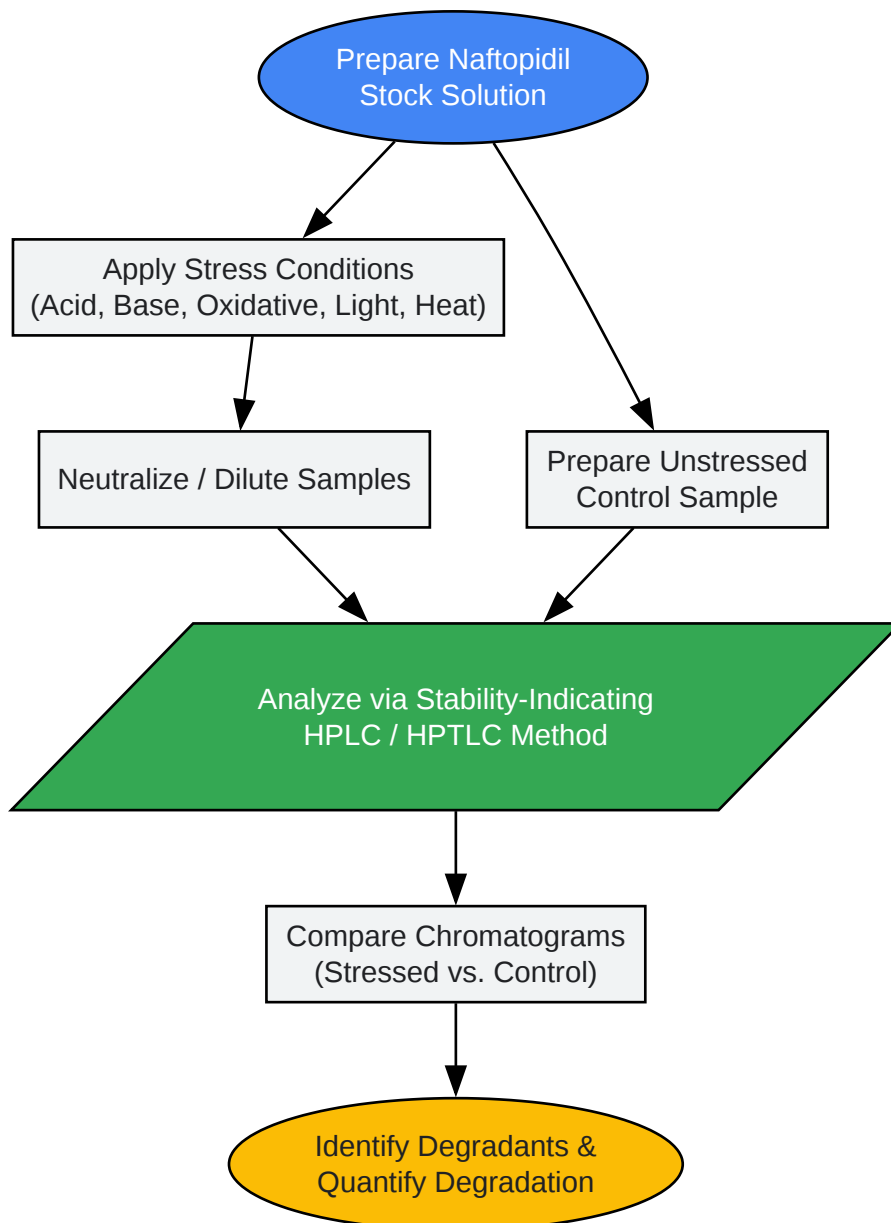 Prepare Naftopidil
Stock Solution
Apply Stress Conditions
(Acid, Base, Oxidative, Light, Heat)
Neutralize / Dilute Samples
Prepare Unstressed
Control Sample
Analyze via Stability-Indicating
HPLC / HPTLC Method
Compare Chromatograms
(Stressed vs. Control)
Identify Degradants &
Quantify Degradation